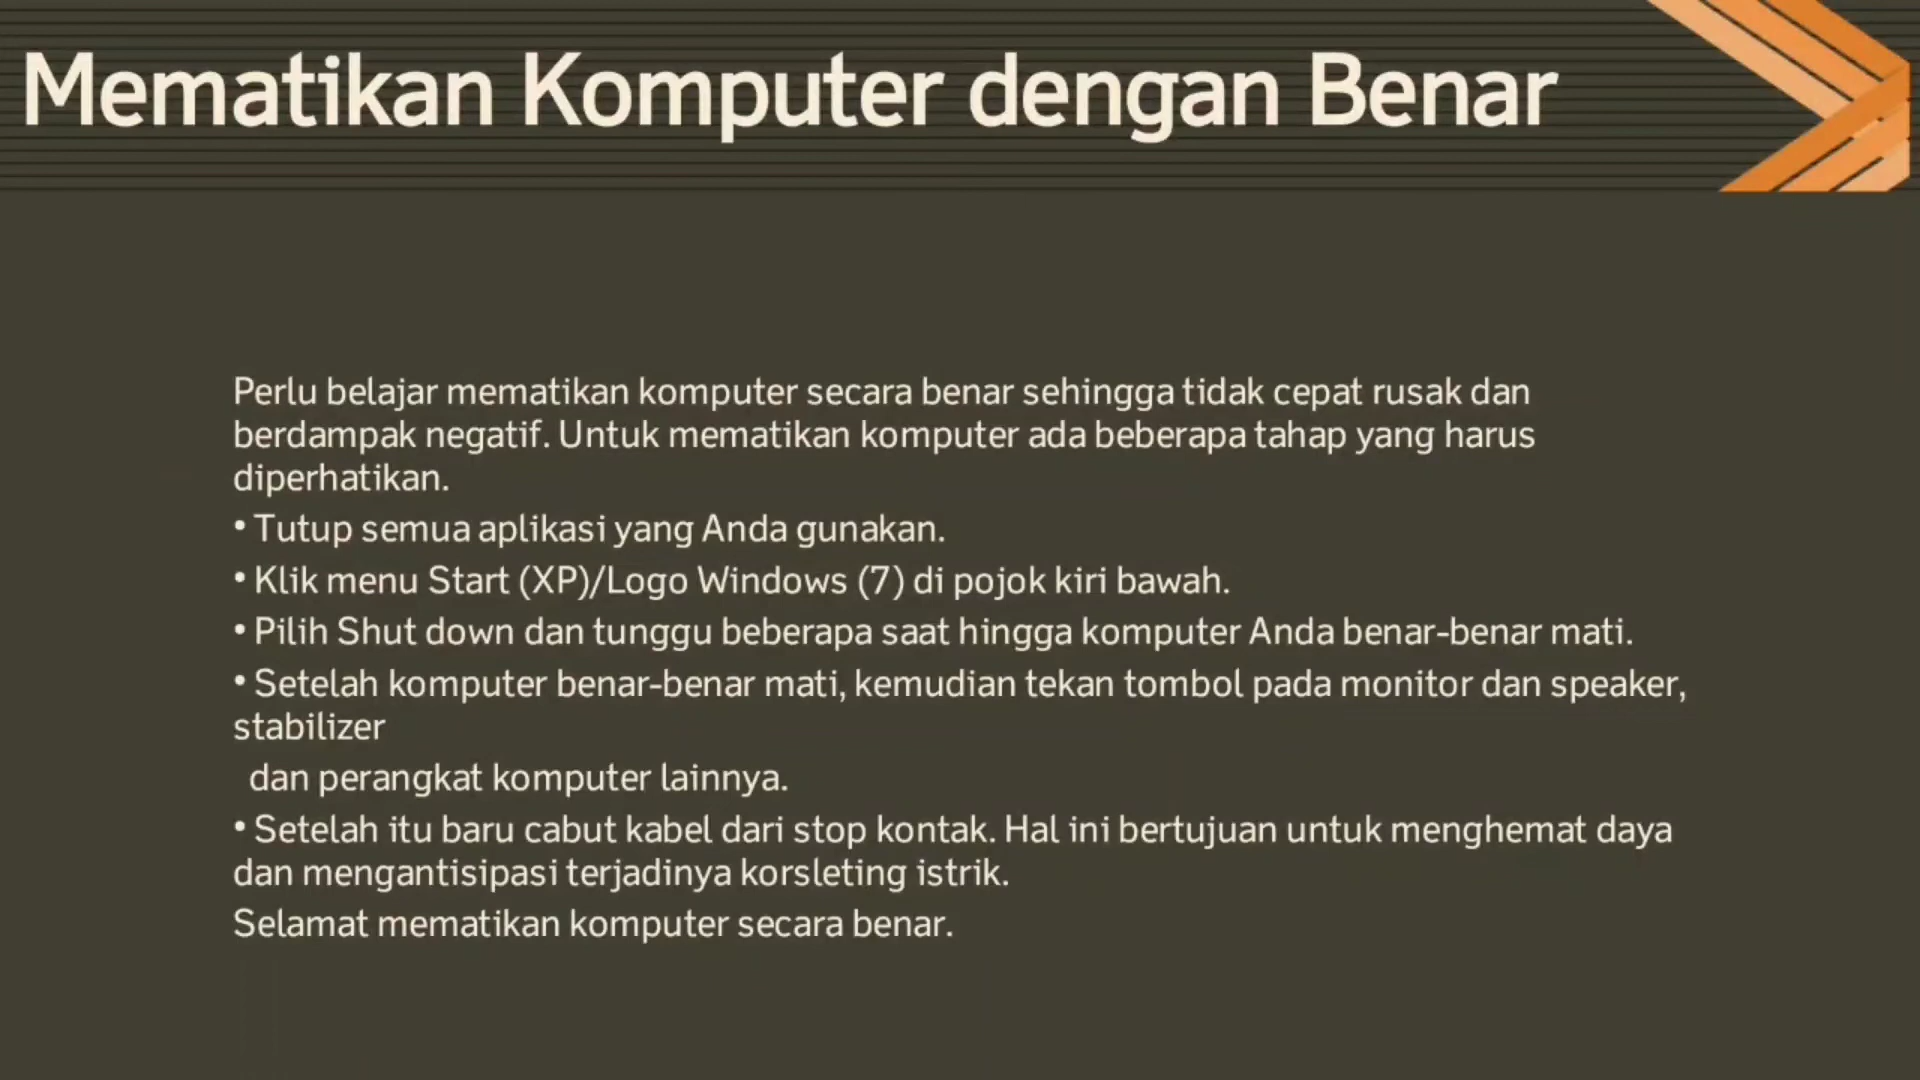 Mematikan Komputer dengan Benar
Perlu belajar mematikan komputer secara benar sehingga tidak cepat rusak dan
berdampak negatif. Untuk mematikan komputer ada beberapa tahap yang harus
diperhatikan.
• Tutup semua aplikasi yang Anda gunakan.
• Klik menu Start (XP)/Logo Windows (7) di pojok kiri bawah.
• Pilih Shut down dan tunggu beberapa saat hingga komputer Anda benar-benar mati.
• Setelah komputer benar-benar mati, kemudian tekan tombol pada monitor dan speaker,
stabilizer
dan perangkat komputer lainnya.
• Setelah itu baru cabut kabel dari stop kontak. Hal ini bertujuan untuk menghemat daya
dan mengantisipasi terjadinya korsleting istrik.
Selamat mematikan komputer secara benar.